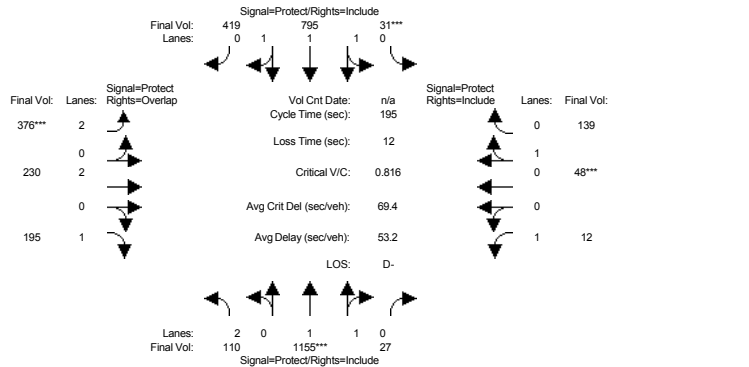 Signal=Protect/Rights=Include
Final Vol: 419 795 31***
Lanes: 0 1 1 1 0
Signal=Protect
Signal=Protect
Final Vol: Lanes: Rights=Overlap Vol Cnt Date: n/a Rights=Include Lanes: Final Vol:
Cycle Time (sec): 195
376*** 2 0 139
Loss Time (sec): 12
0 1
230 2 Critical V/C: 0.816 0 48***
0 Avg Crit Del (sec/veh): 69.4 0
195 1 Avg Delay (sec/veh): 53.2 1 12
LOS: D-
Lanes: 2 0 1 1 0
Final Vol: 110 1155*** 27
Signal=Protect/Rights=Include